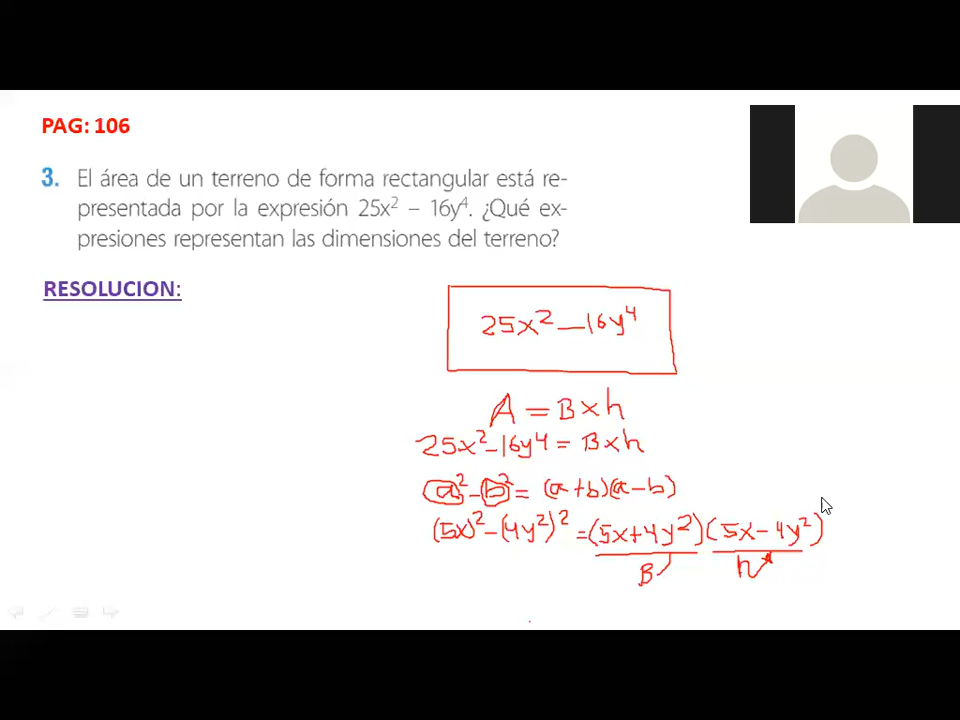 PAG: 106
3. El área de un terreno de forma rectangular está re-
presentada por la expresión 25x² – 16y⁴. ¿Qué ex-
presiones representan las dimensiones del terreno?
RESOLUCION:
25x² – 16y⁴
A = B x h
25x² – 16y⁴ = B x h
a² – b² = (a + b)(a – b)
(5x)² – (4y²)² = (5x + 4y²)(5x – 4y²)
B h